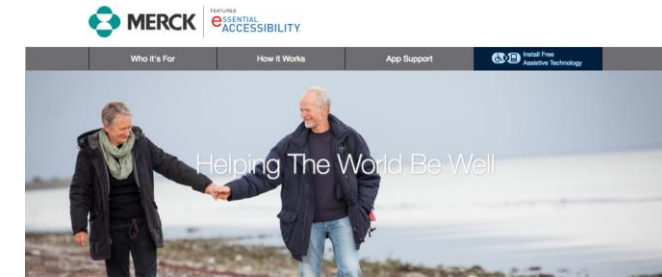 MERCK
FEATURES
eSSENTIAL
ACCESSIBILITY
Who It's For
How it Works
App Support
Install Free
Assistive Technology
Helping The World Be Well